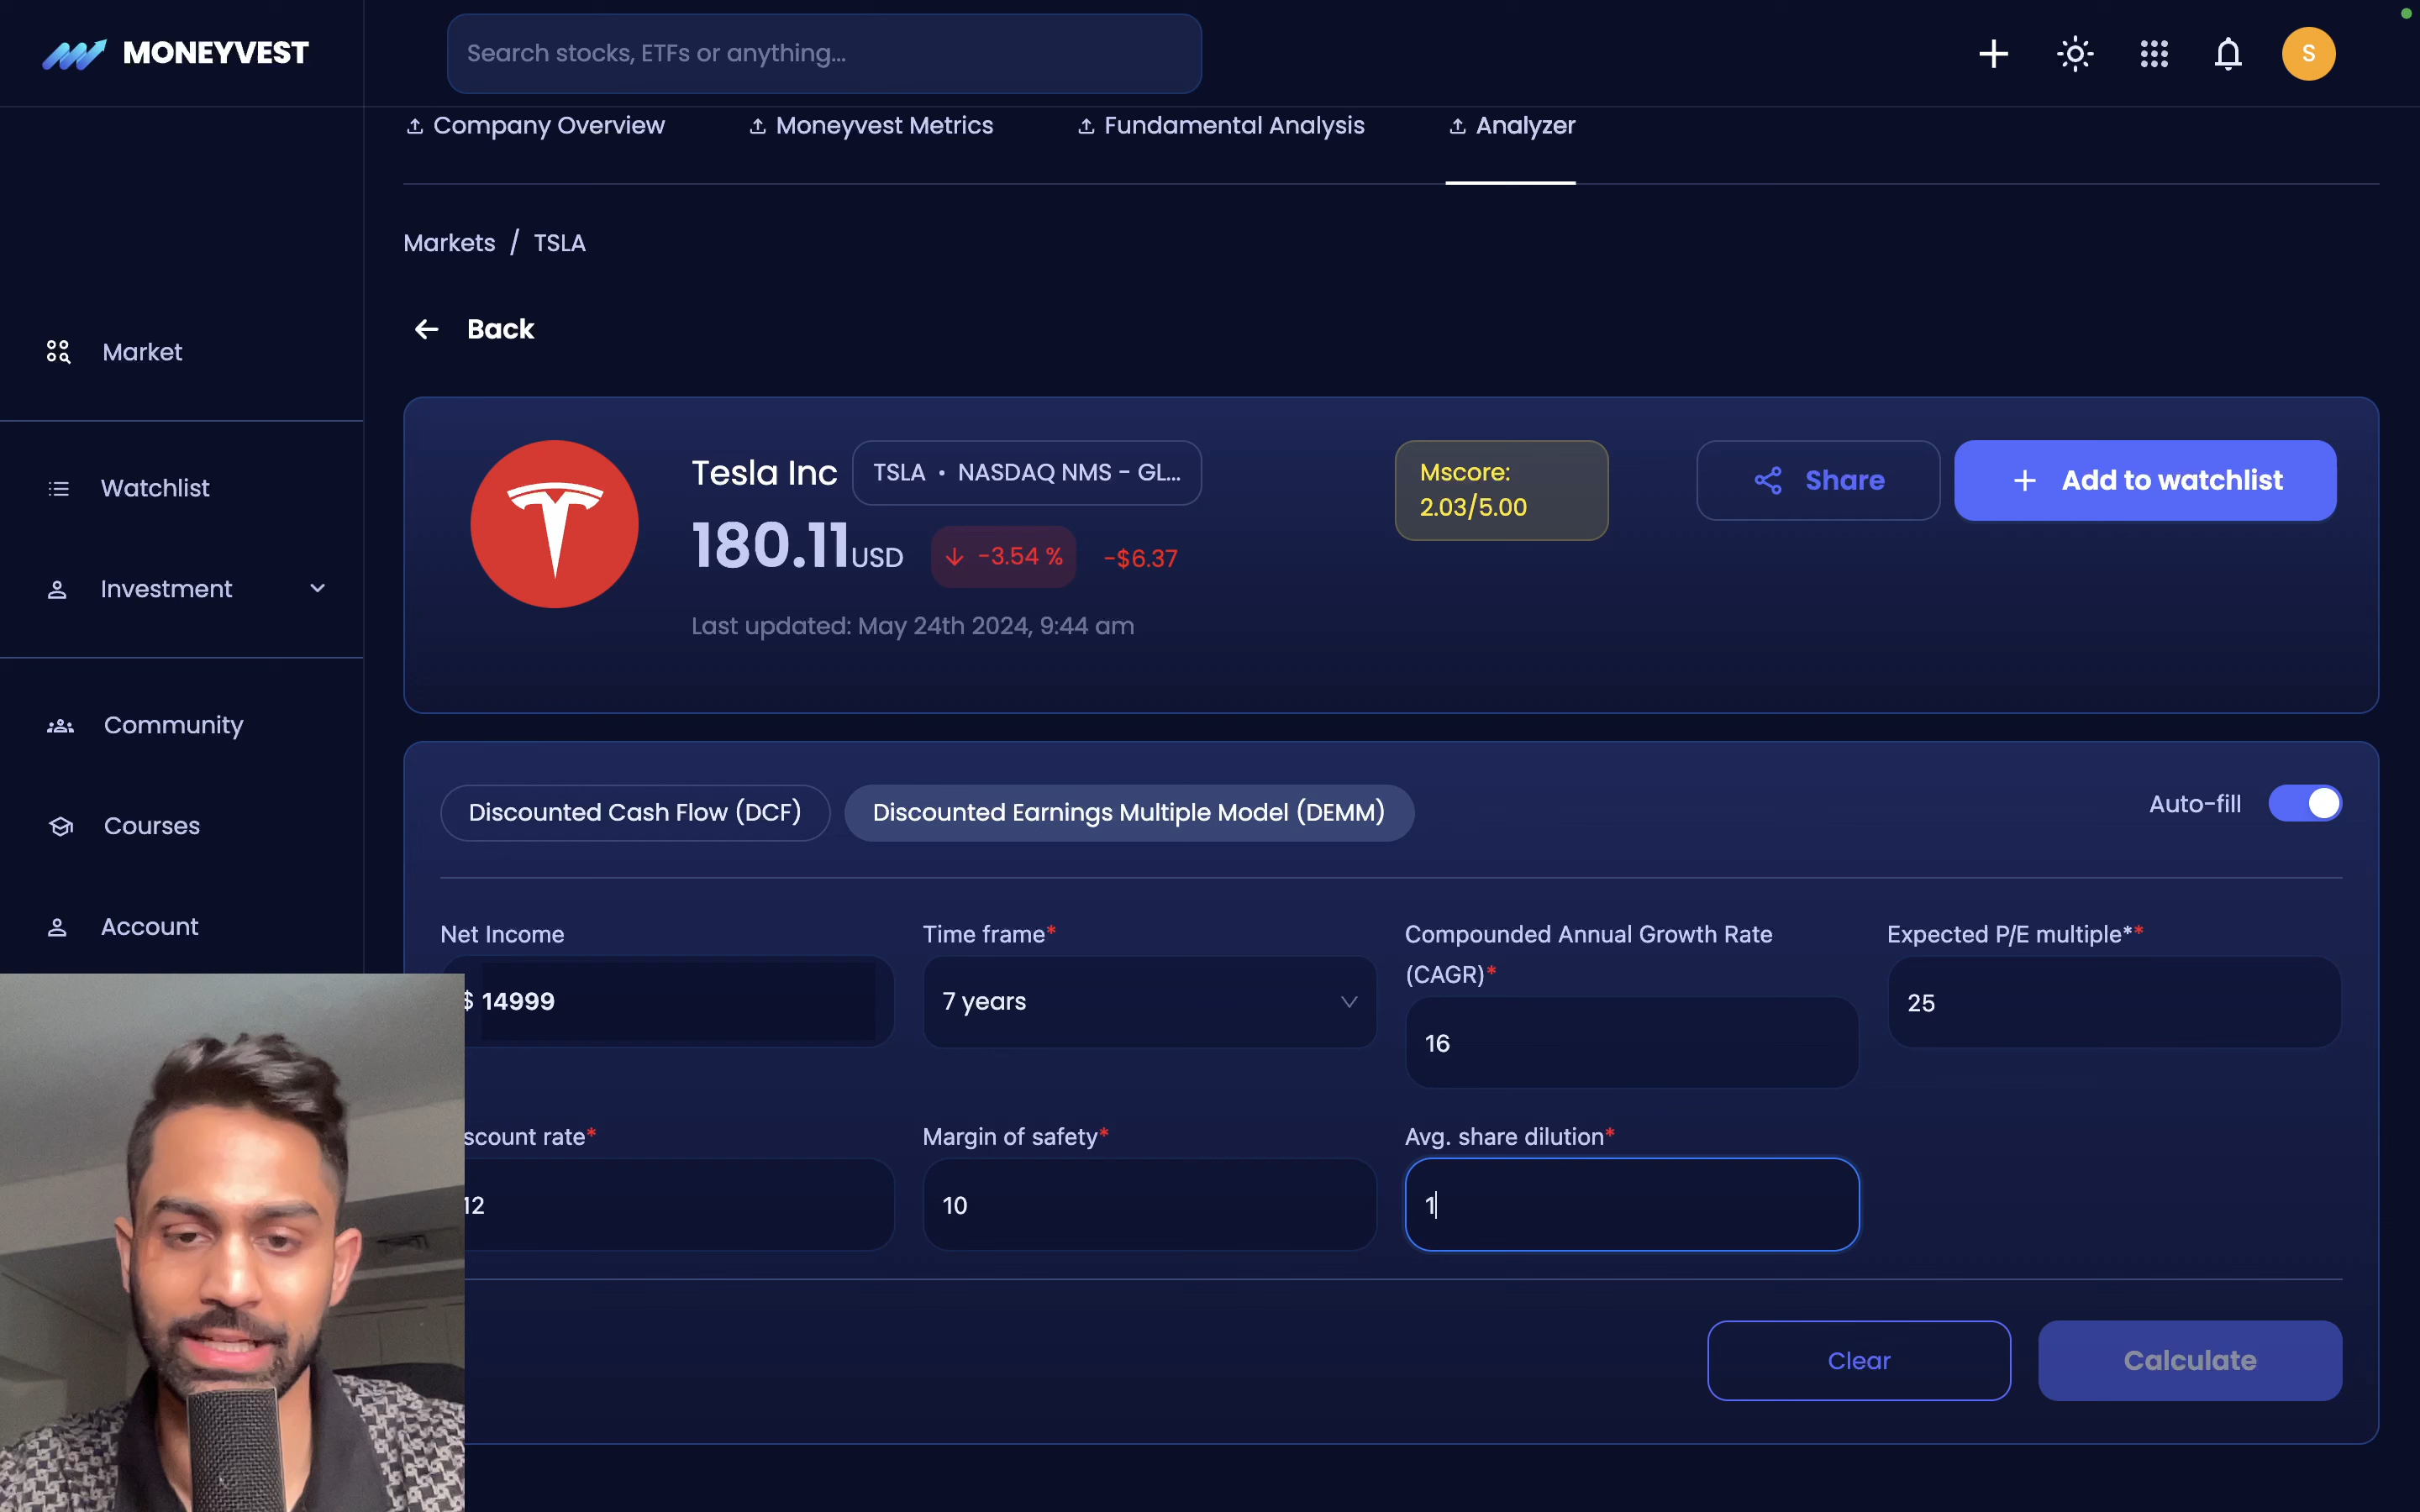 MONEYVEST
Search stocks, ETFs or anything...
S
Company Overview
Moneyvest Metrics
Fundamental Analysis
Analyzer
Markets / TSLA
Back
Market
Watchlist
Investment
Community
Courses
Account
Tesla Inc
TSLA • NASDAQ NMS - GL...
180.11 USD
-3.54 %
-$6.37
Last updated: May 24th 2024, 9:44 am
Mscore:
2.03/5.00
Share
Add to watchlist
Discounted Cash Flow (DCF)
Discounted Earnings Multiple Model (DEMM)
Auto-fill
Net Income
$ 14999
Time frame*
7 years
Compounded Annual Growth Rate
(CAGR)*
16
Expected P/E multiple**
25
scount rate*
12
Margin of safety*
10
Avg. share dilution*
1
Clear
Calculate